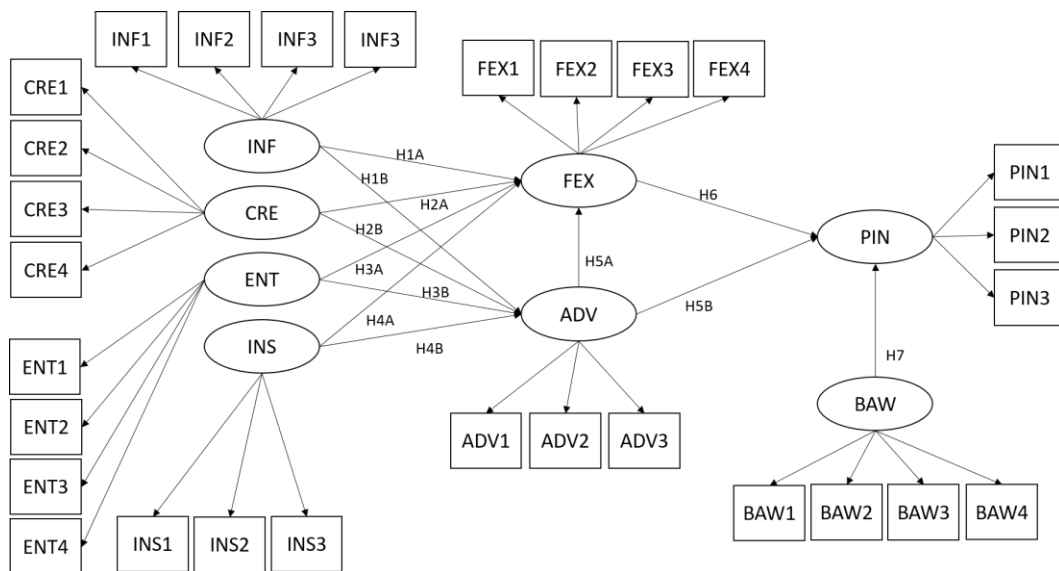 INF1
INF2
INF3
INF3
CRE1
CRE2
CRE3
CRE4
ENT1
ENT2
ENT3
ENT4
INS1
INS2
INS3
INF
CRE
ENT
INS
H1A
H1B
H2A
H2B
H3A
H3B
H4A
H4B
FEX1
FEX2
FEX3
FEX4
FEX
H5A
ADV
ADV1
ADV2
ADV3
H6
H5B
PIN
PIN1
PIN2
PIN3
H7
BAW
BAW1
BAW2
BAW3
BAW4